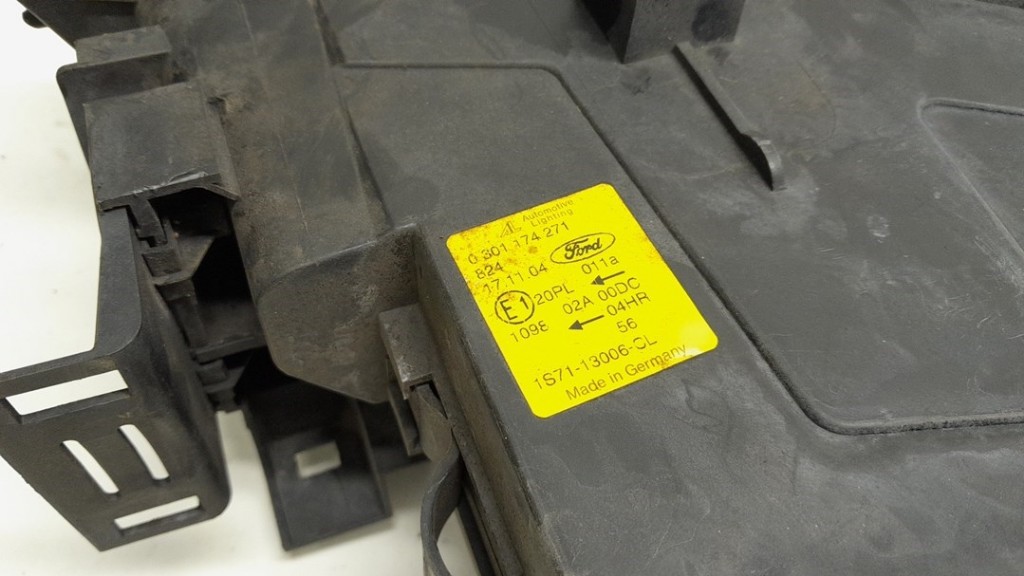 Automotive
Lighting
0 301 174 271
824
Ford
17.11.04
011a
E1
20PL
02A 00DC
1098
04HR
56
1S71-13006-CL
Made in Germany